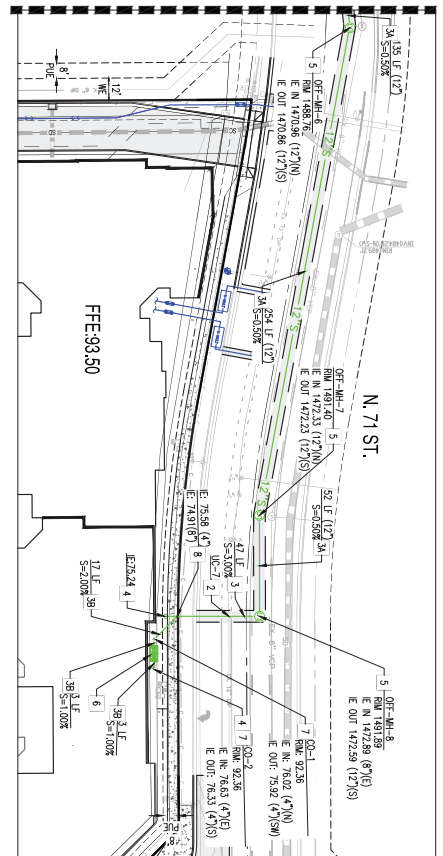 135 LF (12")
S=0.50%
3A
8'
PUE
12'
WE
5
OFF-MH-6
RIM 1488.76
IE IN 1470.96 (12")(N)
IE OUT 1470.86 (12")(S)
12"S
SD
N. 71 ST.
254 LF (12")
S=0.50%
3A
12"S
FFE:93.50
OFF-MH-7
RIM 1491.40
IE IN 1472.33 (12")(N)
IE OUT 1472.23 (12")(S)
5
12"S
52 LF (12")
S=0.50%
3A
IE: 75.58 (4")
IE: 74.91(8")
8
47 LF
S=3.00%
3
UC-7
2
IE:75.24
4
17 LF
S=2.00%
3B
5
OFF-MH-8
RIM 1491.89
IE IN 1472.89 (8")(E)
IE OUT 1472.59 (12")(S)
7
CO-1
RIM: 92.36
IE IN: 76.02 (4")(N)
IE OUT: 75.92 (4")(SW)
4
7
CO-2
RIM: 92.36
IE IN: 76.63 (4")(E)
IE OUT: 76.33 (4")(S)
3 LF
3B
S=1.00%
6
3 LF
3B
S=1.00%
8'
PUE